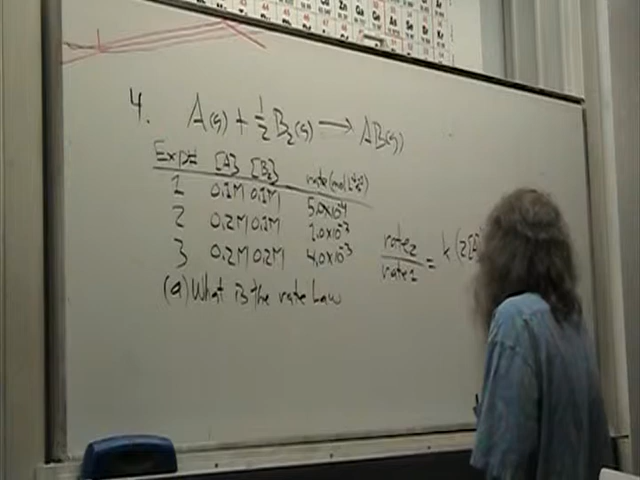 4. A(g) + 1/2 B₂(g) → AB(g)
Expt# [A] [B₂] rate (mol L⁻¹s⁻¹)
1 0.1M 0.1M 5.0x10⁻⁴
2 0.2M 0.1M 1.0x10⁻³
3 0.2M 0.2M 4.0x10⁻³
(a) What is the rate Law
rate₂/rate₁ = k (2[A]